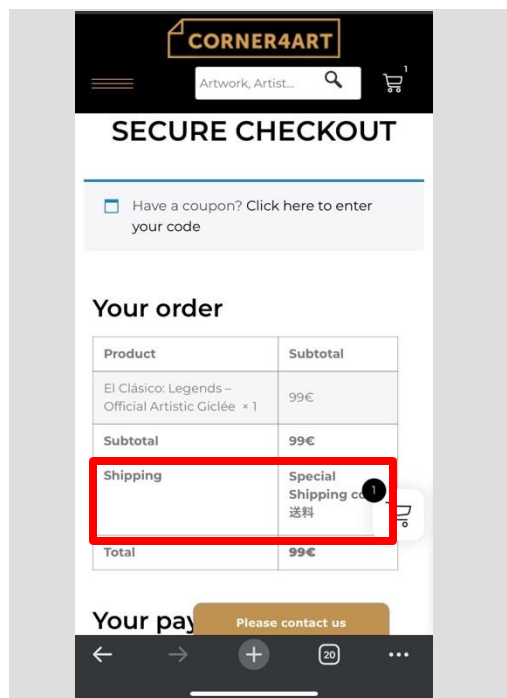 CORNER4ART
Artwork, Artist...
1
SECURE CHECKOUT
Have a coupon? Click here to enter
your code
Your order
Product Subtotal
El Clásico: Legends –
Official Artistic Giclée × 1
99€
Subtotal 99€
Shipping Special
Shipping
送料
1
Total 99€
Your
Please contact us
20